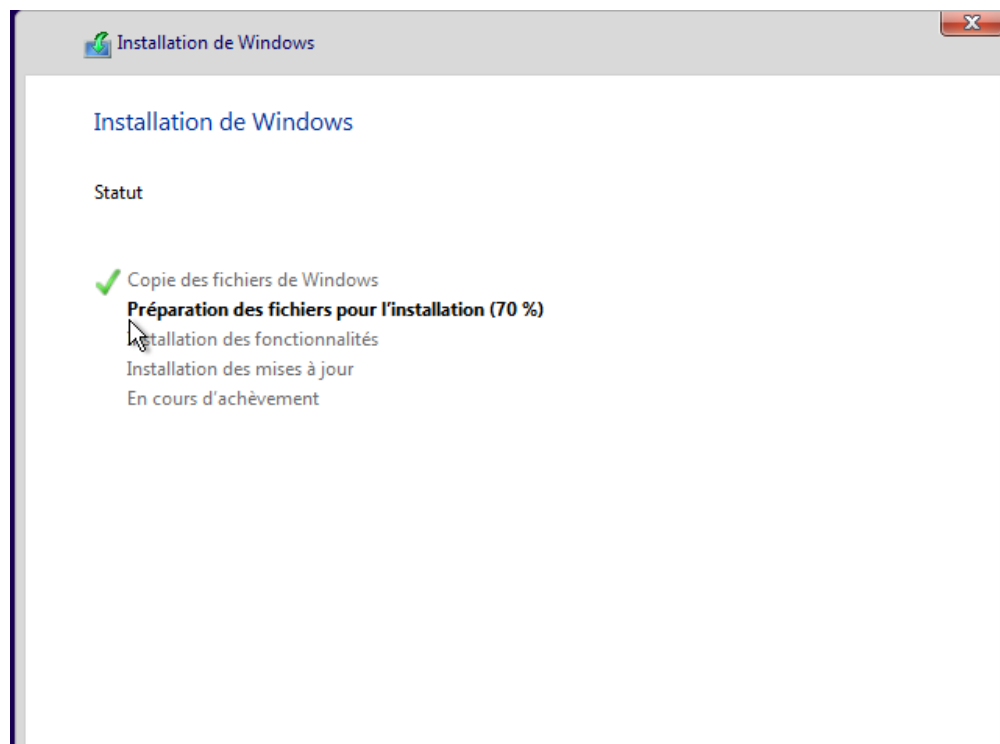 Installation de Windows
Installation de Windows
Statut
Copie des fichiers de Windows
Préparation des fichiers pour l'installation (70 %)
Installation des fonctionnalités
Installation des mises à jour
En cours d'achèvement